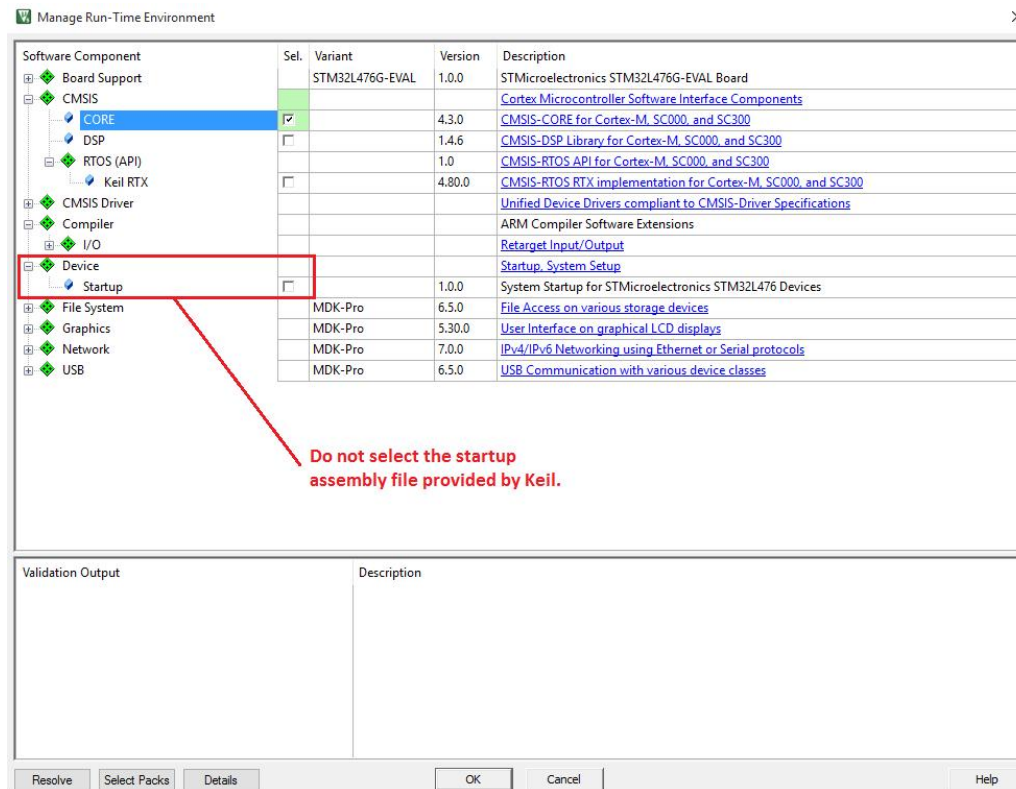 Manage Run-Time Environment
Software Component Sel. Variant Version Description
Board Support STM32L476G-EVAL 1.0.0 STMicroelectronics STM32L476G-EVAL Board
CMSIS Cortex Microcontroller Software Interface Components
CORE 4.3.0 CMSIS-CORE for Cortex-M, SC000, and SC300
DSP 1.4.6 CMSIS-DSP Library for Cortex-M, SC000, and SC300
RTOS (API) 1.0 CMSIS-RTOS API for Cortex-M, SC000, and SC300
Keil RTX 4.80.0 CMSIS-RTOS RTX implementation for Cortex-M, SC000, and SC300
CMSIS Driver Unified Device Drivers compliant to CMSIS-Driver Specifications
Compiler ARM Compiler Software Extensions
I/O Retarget Input/Output
Device Startup, System Setup
Startup 1.0.0 System Startup for STMicroelectronics STM32L476 Devices
File System MDK-Pro 6.5.0 File Access on various storage devices
Graphics MDK-Pro 5.30.0 User Interface on graphical LCD displays
Network MDK-Pro 7.0.0 IPv4/IPv6 Networking using Ethernet or Serial protocols
USB MDK-Pro 6.5.0 USB Communication with various device classes
Do not select the startup
assembly file provided by Keil.
Validation Output Description
Resolve Select Packs Details OK Cancel Help